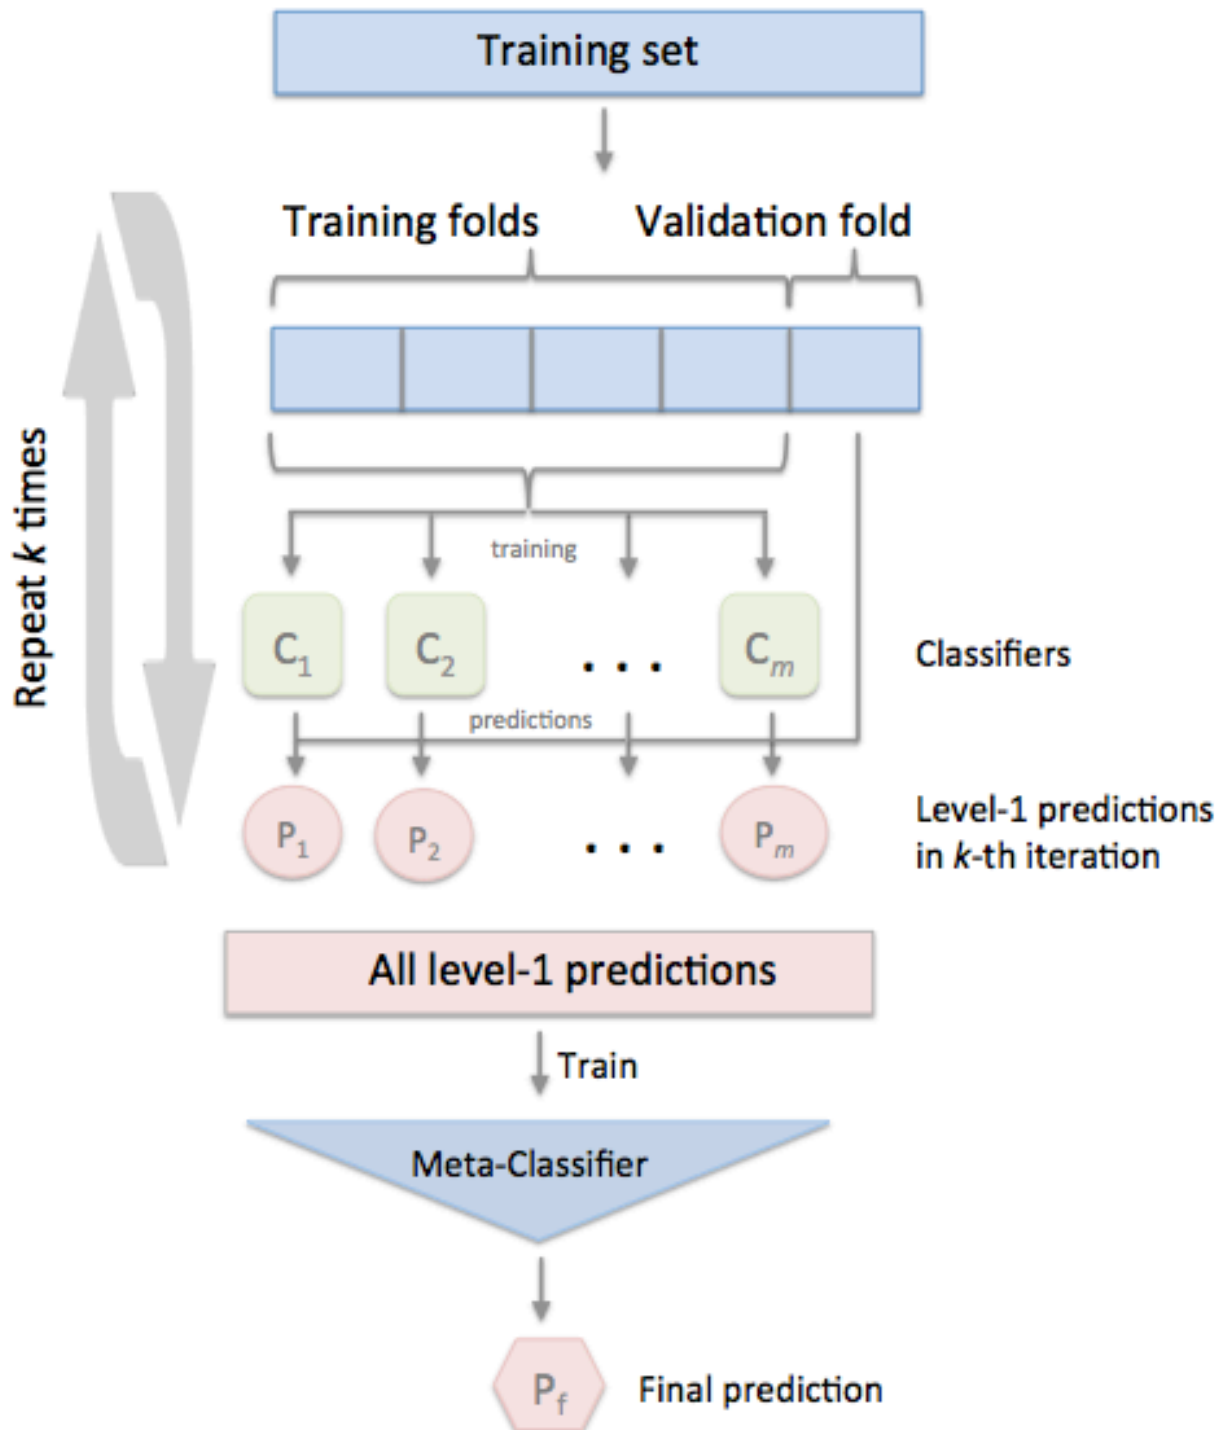 Training set
Training folds
Validation fold
Repeat k times
training
C1
C2
. . .
Cm
Classifiers
predictions
P1
P2
. . .
Pm
Level-1 predictions
in k-th iteration
All level-1 predictions
Train
Meta-Classifier
Pf
Final prediction